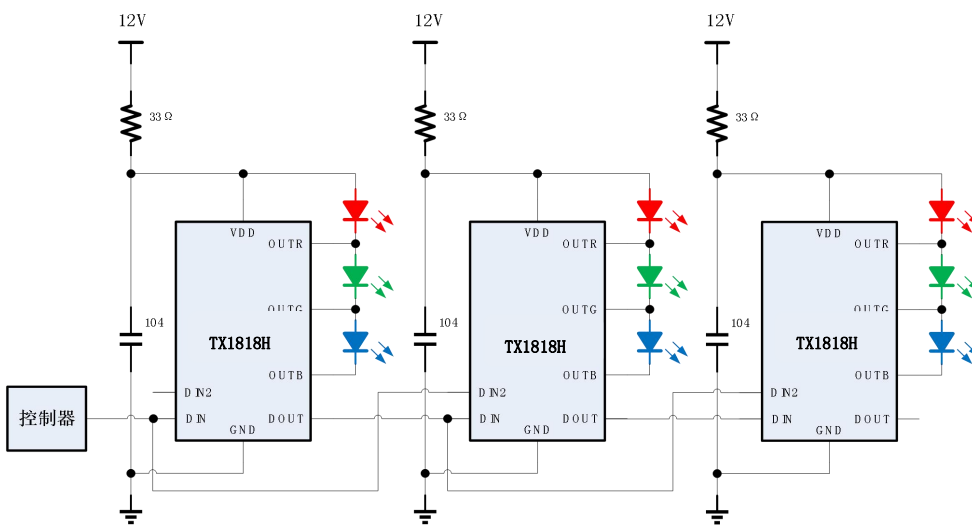 12V 12V 12V
33Ω 33Ω 33Ω
VDD VDD VDD
OUTR OUTR OUTR
OUTG OUTG OUTG
104 104 104
TX1818H TX1818H TX1818H
OUTB OUTB OUTB
DIN2 DIN2 DIN2
控制器 DIN DOUT DIN DOUT DIN DOUT
GND GND GND